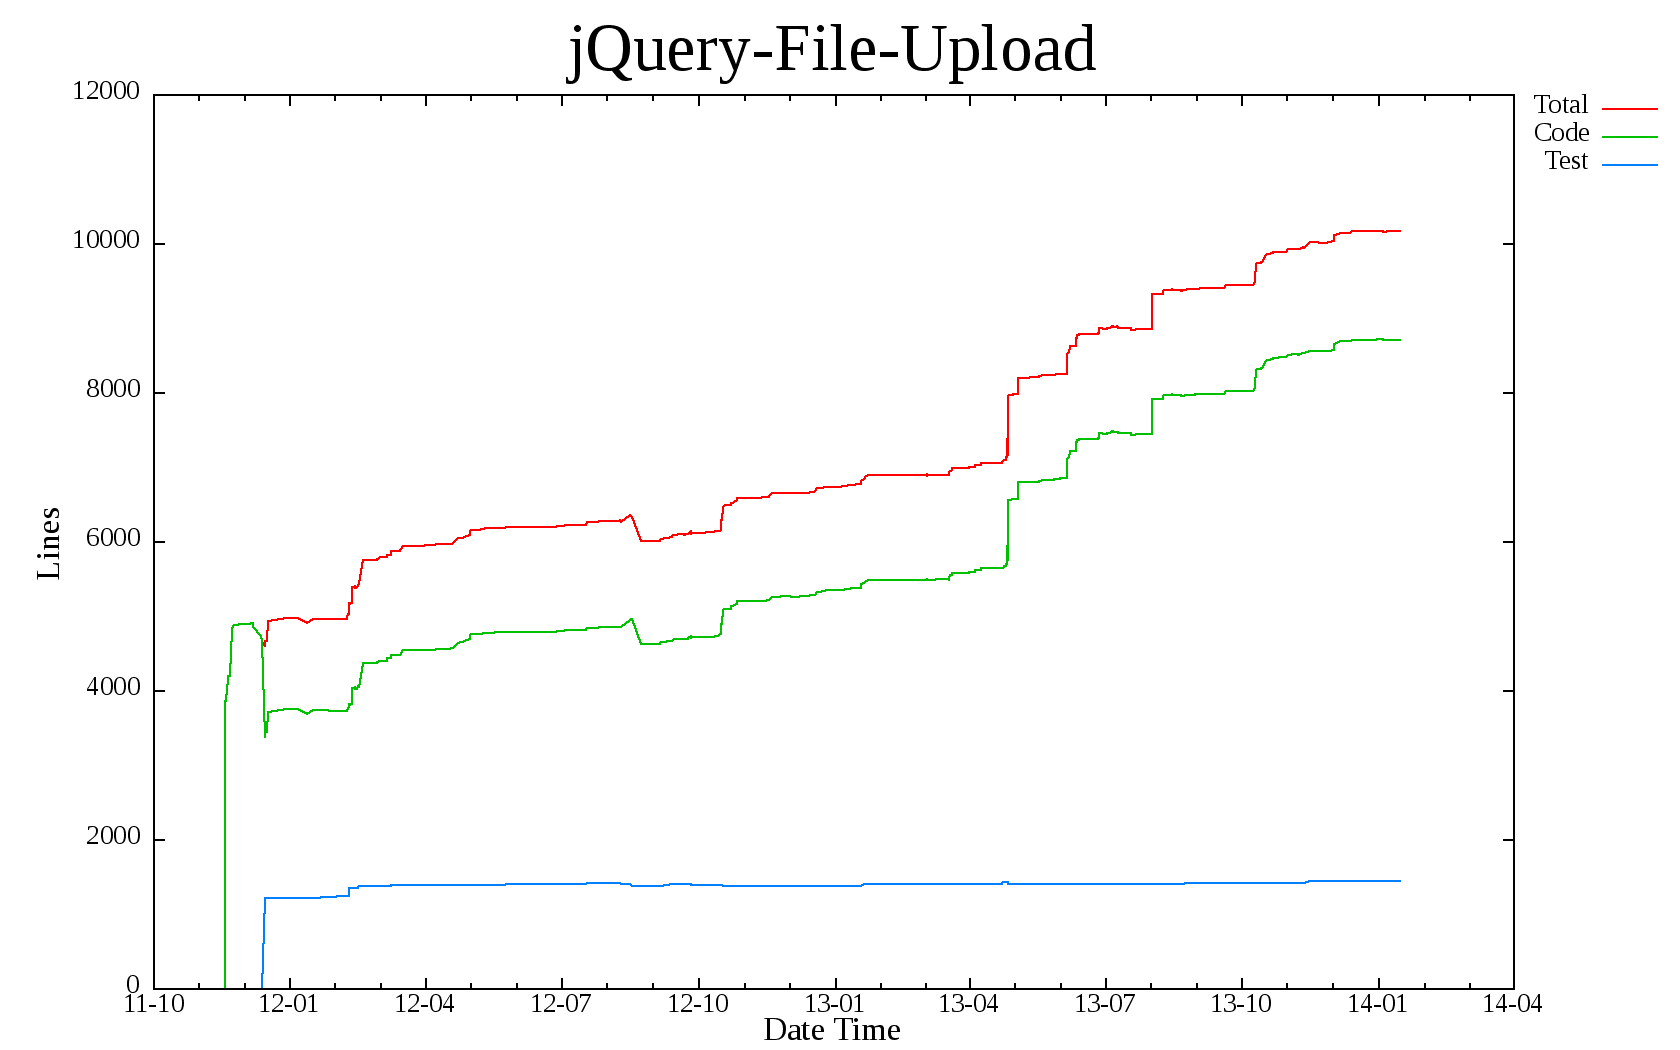 jQuery-File-Upload
12000
10000
8000
6000
4000
2000
0
Lines
11-10 12-01 12-04 12-07 12-10 13-01 13-04 13-07 13-10 14-01 14-04
Date Time
Total
Code
Test